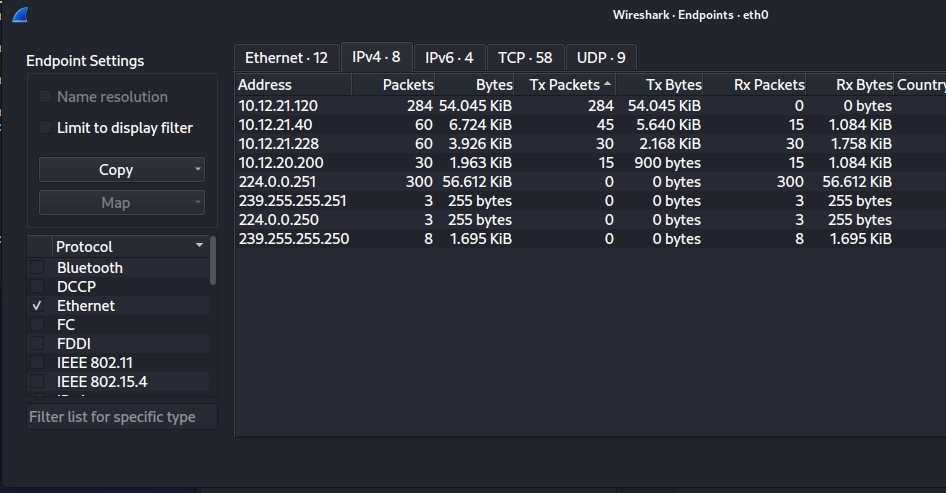 Wireshark · Endpoints · eth0
Endpoint Settings
Name resolution
Limit to display filter
Copy
Map
Protocol
Bluetooth
DCCP
Ethernet
FC
FDDI
IEEE 802.11
IEEE 802.15.4
Filter list for specific type
Ethernet · 12 IPv4 · 8 IPv6 · 4 TCP · 58 UDP · 9
Address Packets Bytes Tx Packets Tx Bytes Rx Packets Rx Bytes Country
10.12.21.120 284 54.045 KiB 284 54.045 KiB 0 0 bytes
10.12.21.40 60 6.724 KiB 45 5.640 KiB 15 1.084 KiB
10.12.21.228 60 3.926 KiB 30 2.168 KiB 30 1.758 KiB
10.12.20.200 30 1.963 KiB 15 900 bytes 15 1.084 KiB
224.0.0.251 300 56.612 KiB 0 0 bytes 300 56.612 KiB
239.255.255.251 3 255 bytes 0 0 bytes 3 255 bytes
224.0.0.250 3 255 bytes 0 0 bytes 3 255 bytes
239.255.255.250 8 1.695 KiB 0 0 bytes 8 1.695 KiB